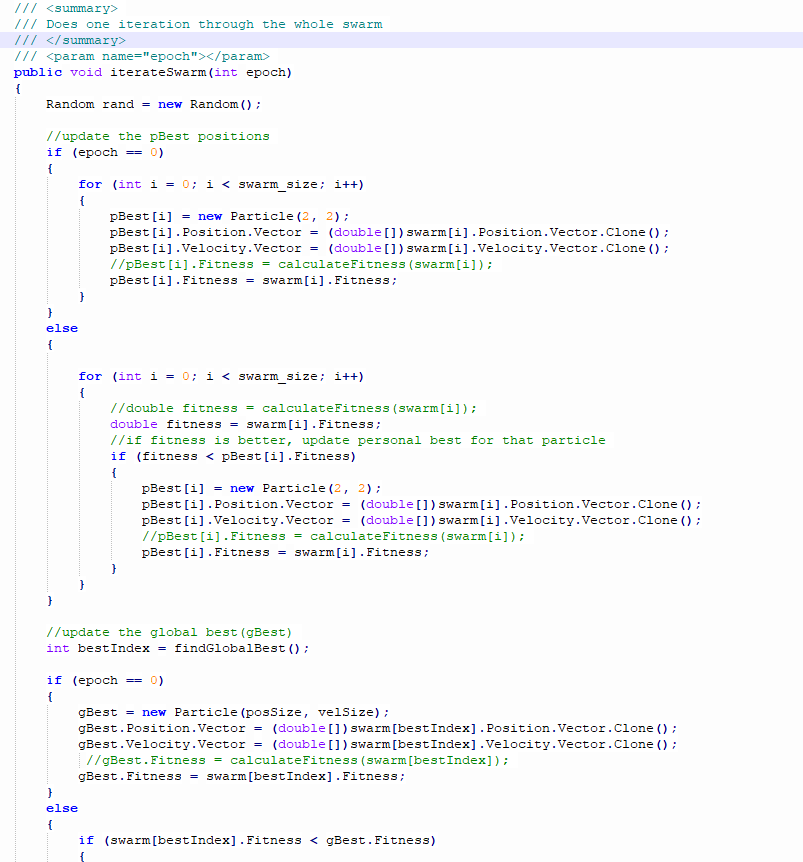 /// <summary>
/// Does one iteration through the whole swarm
/// </summary>
/// <param name="epoch"></param>
public void iterateSwarm(int epoch)
{
    Random rand = new Random();

    //update the pBest positions
    if (epoch == 0)
    {
        for (int i = 0; i < swarm_size; i++)
        {
            pBest[i] = new Particle(2, 2);
            pBest[i].Position.Vector = (double[])swarm[i].Position.Vector.Clone();
            pBest[i].Velocity.Vector = (double[])swarm[i].Velocity.Vector.Clone();
            //pBest[i].Fitness = calculateFitness(swarm[i]);
            pBest[i].Fitness = swarm[i].Fitness;
        }
    }
    else
    {

        for (int i = 0; i < swarm_size; i++)
        {
            //double fitness = calculateFitness(swarm[i]);
            double fitness = swarm[i].Fitness;
            //if fitness is better, update personal best for that particle
            if (fitness < pBest[i].Fitness)
            {
                pBest[i] = new Particle(2, 2);
                pBest[i].Position.Vector = (double[])swarm[i].Position.Vector.Clone();
                pBest[i].Velocity.Vector = (double[])swarm[i].Velocity.Vector.Clone();
                //pBest[i].Fitness = calculateFitness(swarm[i]);
                pBest[i].Fitness = swarm[i].Fitness;
            }
        }
    }

    //update the global best(gBest)
    int bestIndex = findGlobalBest();

    if (epoch == 0)
    {
        gBest = new Particle(posSize, velSize);
        gBest.Position.Vector = (double[])swarm[bestIndex].Position.Vector.Clone();
        gBest.Velocity.Vector = (double[])swarm[bestIndex].Velocity.Vector.Clone();
         //gBest.Fitness = calculateFitness(swarm[bestIndex]);
        gBest.Fitness = swarm[bestIndex].Fitness;
    }
    else
    {
        if (swarm[bestIndex].Fitness < gBest.Fitness)
        {